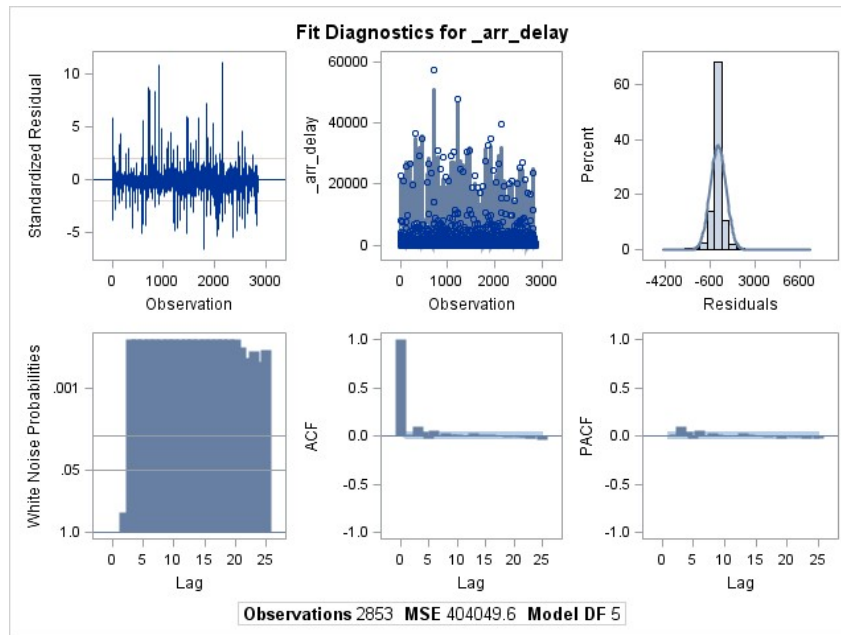 Fit Diagnostics for _arr_delay
Standardized Residual
10
5
0
-5
0 1000 2000 3000
Observation
_arr_delay
60000
40000
20000
0
0 1000 2000 3000
Observation
Percent
60
40
20
0
-4200 -600 3000 6600
Residuals
White Noise Probabilities
.001
.05
1.0
0 5 10 15 20 25
Lag
ACF
1.0
0.5
0.0
-0.5
-1.0
0 5 10 15 20 25
Lag
PACF
1.0
0.5
0.0
-0.5
-1.0
0 5 10 15 20 25
Lag
Observations 2853 MSE 404049.6 Model DF 5